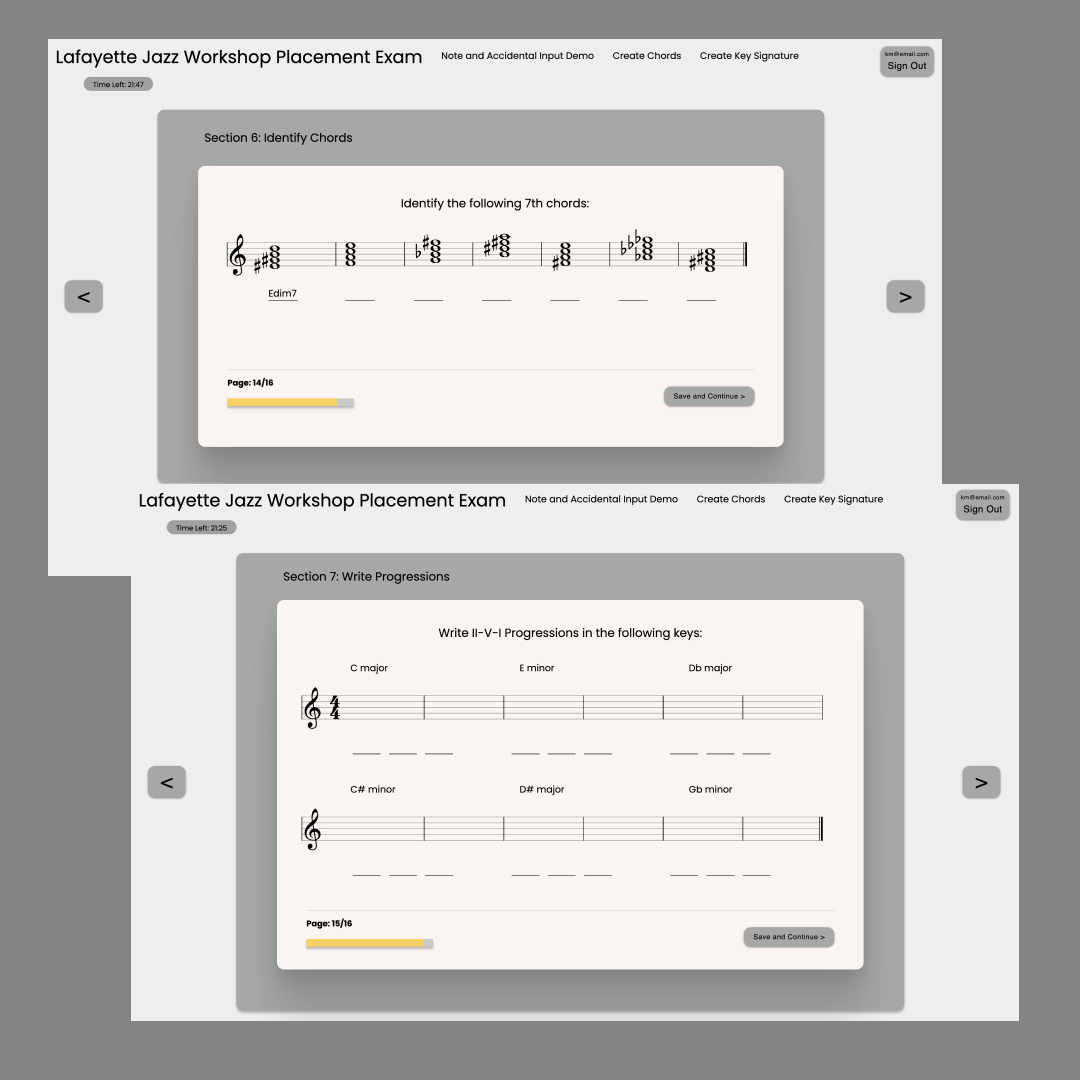 Lafayette Jazz Workshop Placement Exam
Note and Accidental Input Demo
Create Chords
Create Key Signature
km@email.com
Sign Out
Time Left: 21:47
Section 6: Identify Chords
Identify the following 7th chords:
Edim7
<
>
Page: 14/16
Save and Continue >
Lafayette Jazz Workshop Placement Exam
Note and Accidental Input Demo
Create Chords
Create Key Signature
km@email.com
Sign Out
Time Left: 21:25
Section 7: Write Progressions
Write II-V-I Progressions in the following keys:
C major
E minor
Db major
4
4
<
>
C# minor
D# major
Gb minor
Page: 15/16
Save and Continue >